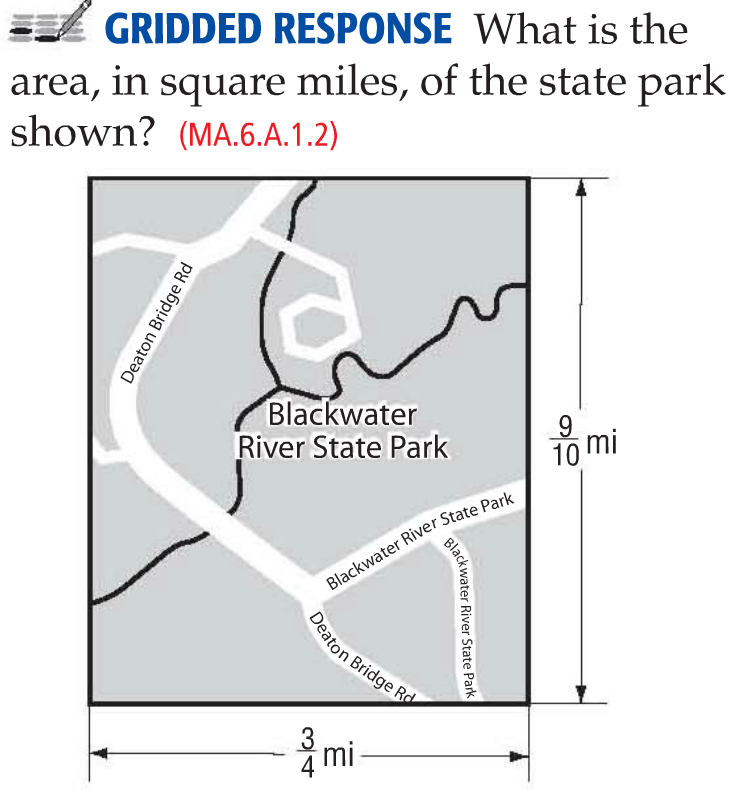 GRIDDED RESPONSE What is the
area, in square miles, of the state park
shown? (MA.6.A.1.2)
Deaton Bridge Rd
Blackwater
River State Park
9/10 mi
Blackwater River State Park
Blackwater River State Park
Deaton Bridge Rd
3/4 mi